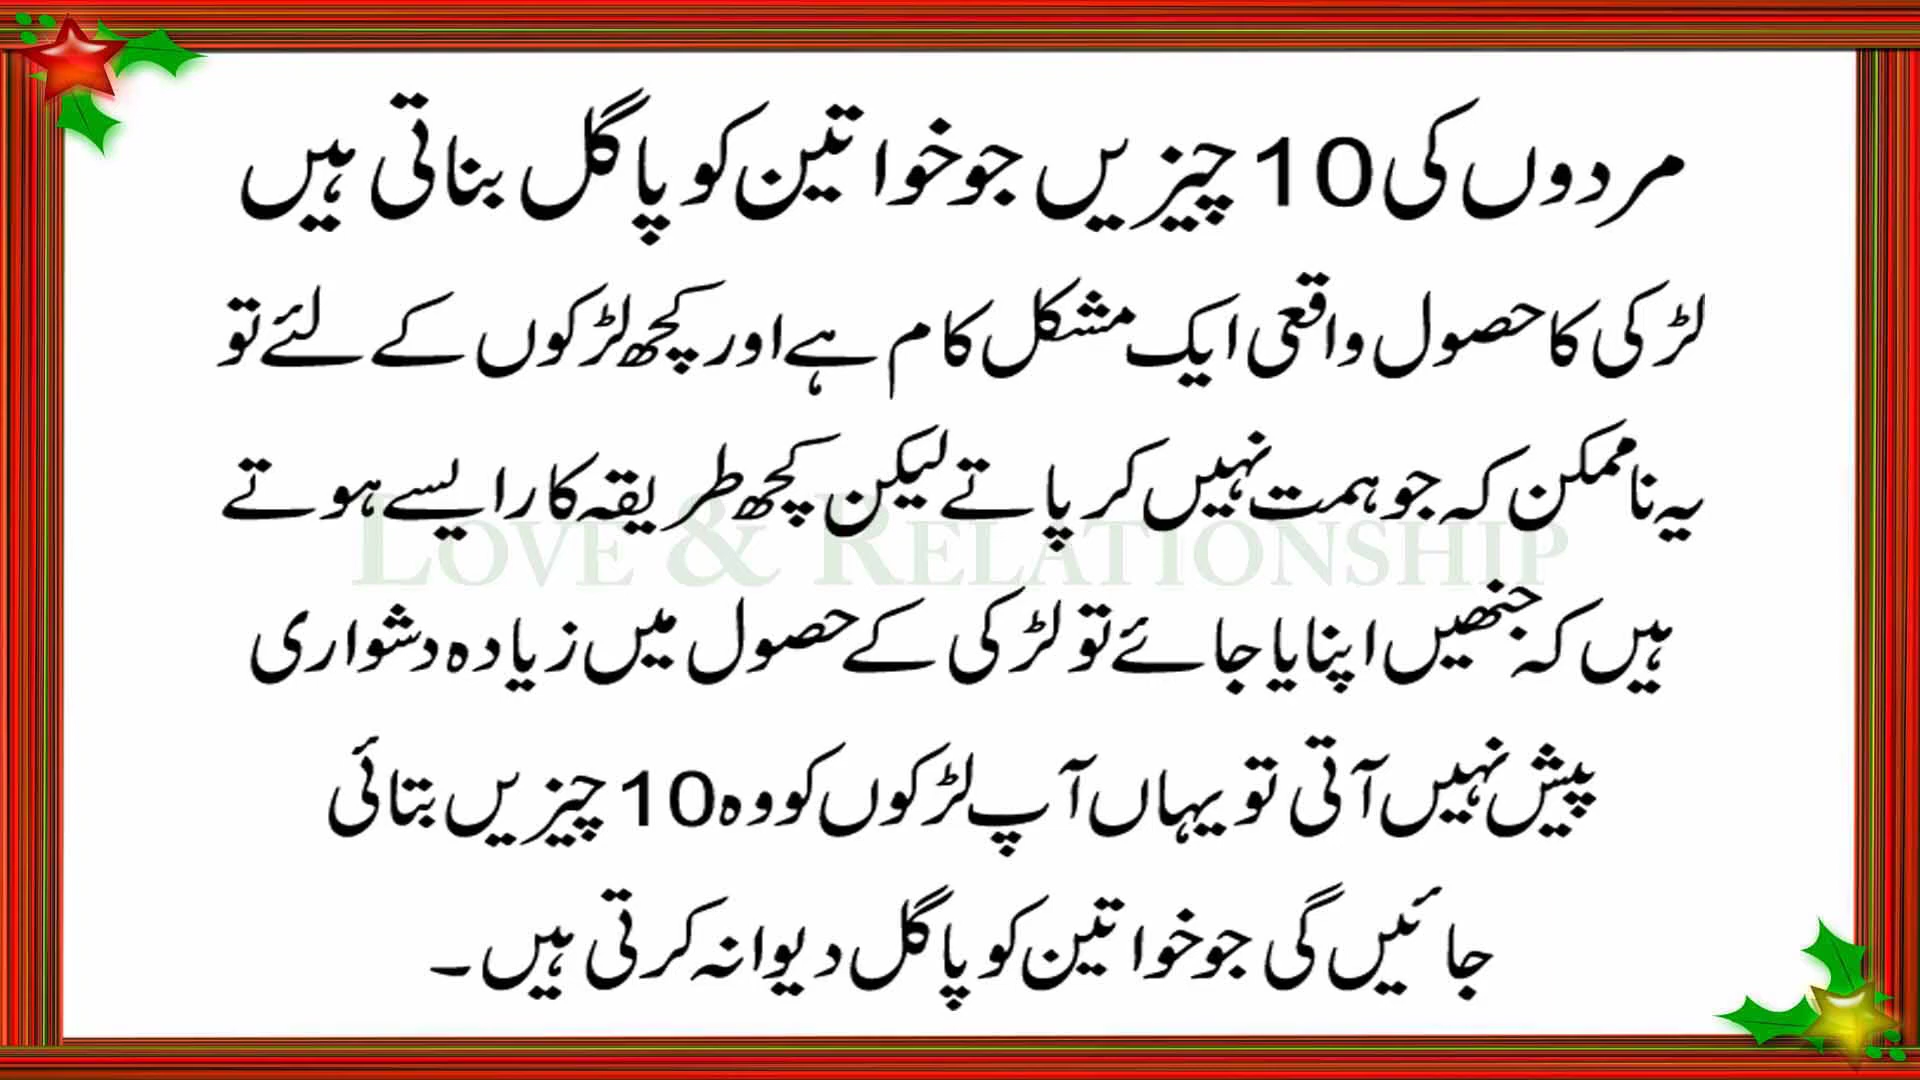 مردوں کی 10 چیزیں جو خواتین کو پاگل بناتی ہیں
لڑکی کا حصول واقعی ایک مشکل کام ہے اور کچھ لڑکوں کے لئے تو
یہ ناممکن کہ جو ہمت نہیں کر پاتے لیکن کچھ طریقہ کار ایسے ہوتے
LOVE & RELATIONSHIP
ہیں کہ جنھیں اپنایا جائے تو لڑکی کے حصول میں زیادہ دشواری
پیش نہیں آتی تو یہاں آپ لڑکوں کو وہ 10 چیزیں بتائی
جائیں گی جو خواتین کو پاگل دیوانہ کرتی ہیں۔